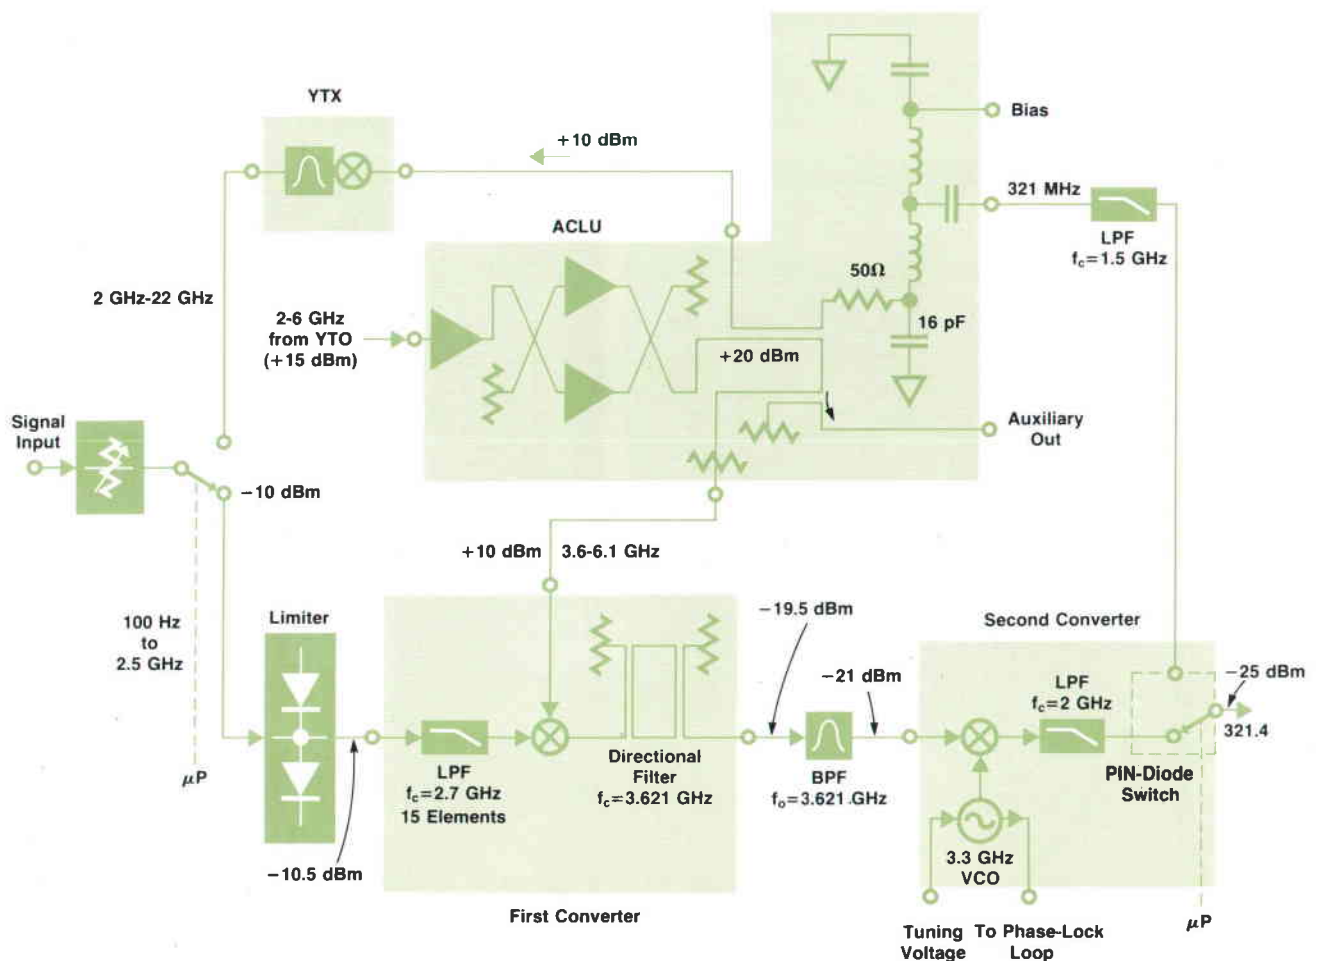 YTX
+10 dBm
Bias
321 MHz
LPF
fc=1.5 GHz
ACLU
50Ω
2 GHz-22 GHz
2-6 GHz
from YTO
(+15 dBm)
+20 dBm
16 pF
Signal
Input
Auxiliary
Out
−10 dBm
+10 dBm
3.6-6.1 GHz
100 Hz
to
2.5 GHz
Limiter
−19.5 dBm
Second Converter
−21 dBm
LPF
fc=2 GHz
−25 dBm
321.4
μP
LPF
fc=2.7 GHz
15 Elements
Directional
Filter
fc=3.621 GHz
BPF
fo=3.621 GHz
PIN-Diode
Switch
−10.5 dBm
3.3 GHz
VCO
First Converter
Tuning
Voltage
To Phase-Lock
Loop
μP